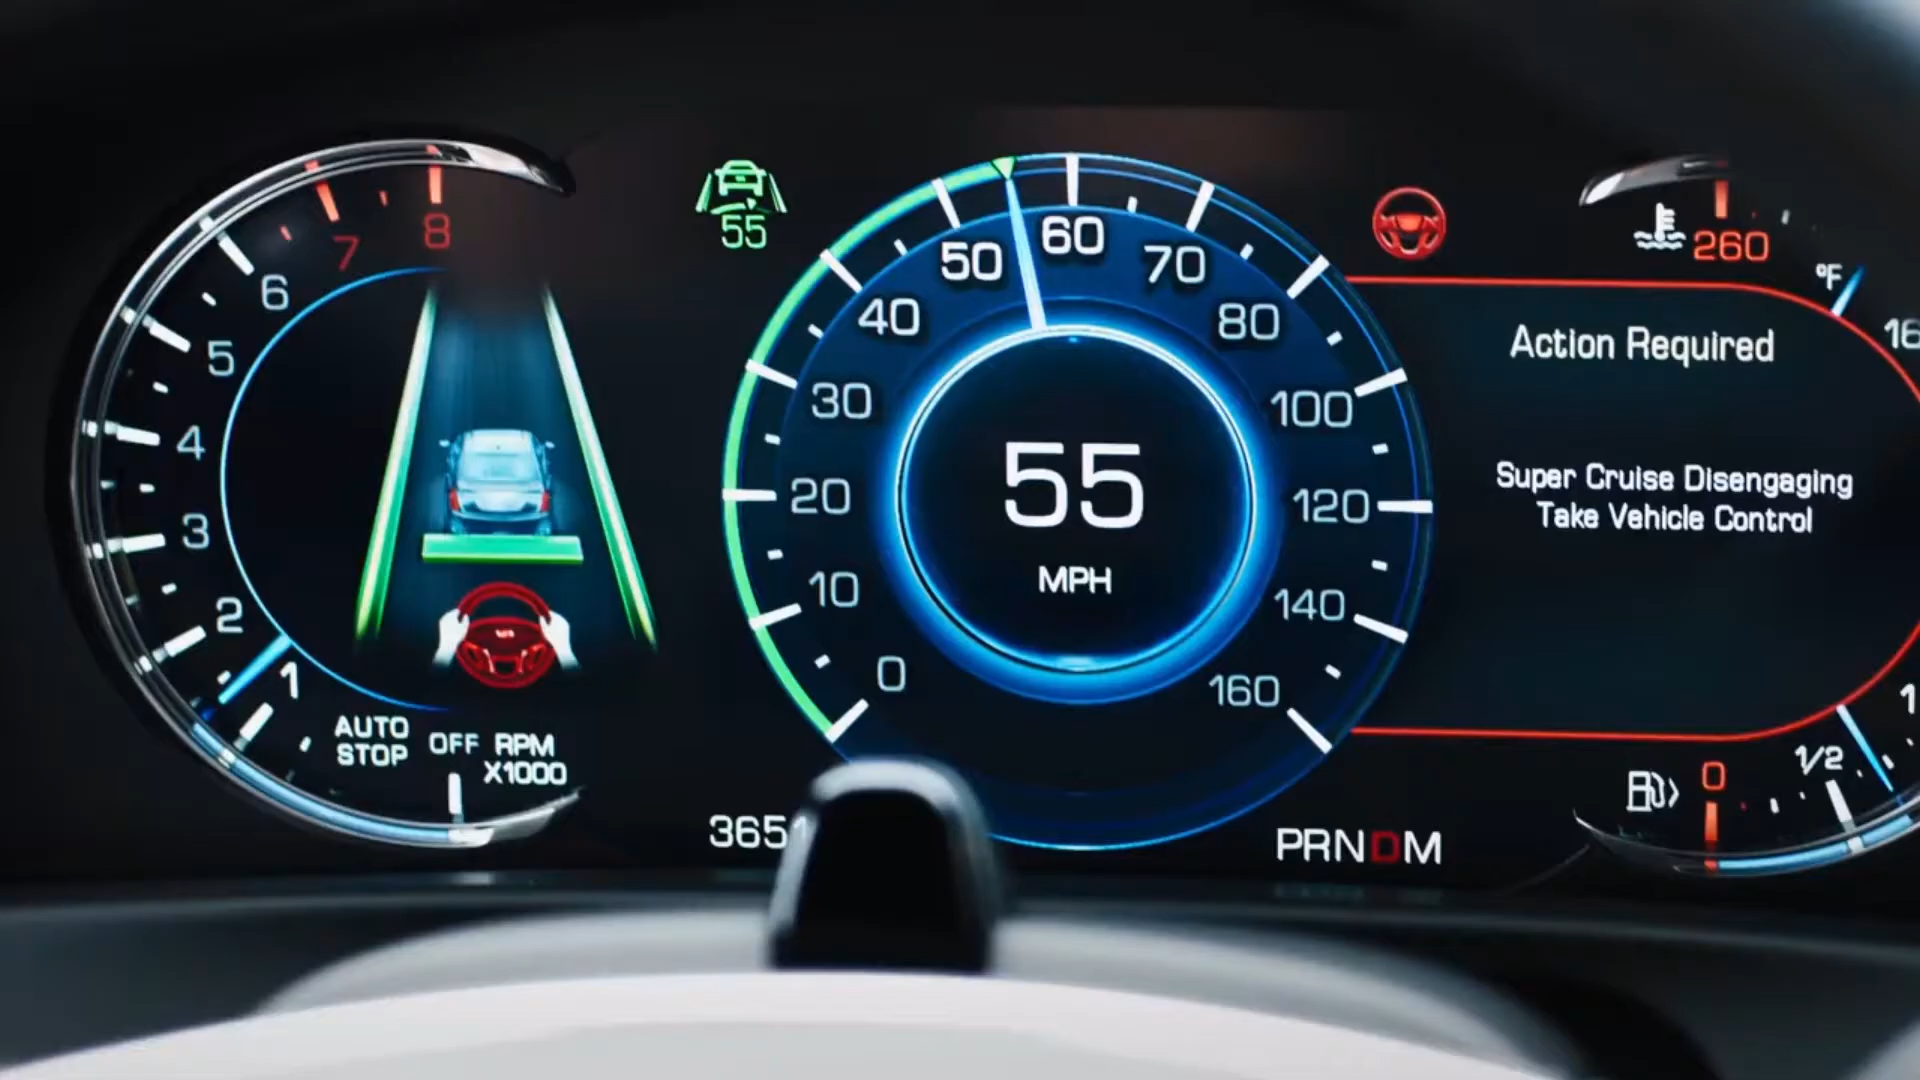 8
7
6
5
4
3
2
1
AUTO
STOP
OFF
RPM
X1000
55
0
10
20
30
40
50
60
70
80
100
120
140
160
55
MPH
PRNDM
260
°F
Action Required
Super Cruise Disengaging
Take Vehicle Control
0
1/2